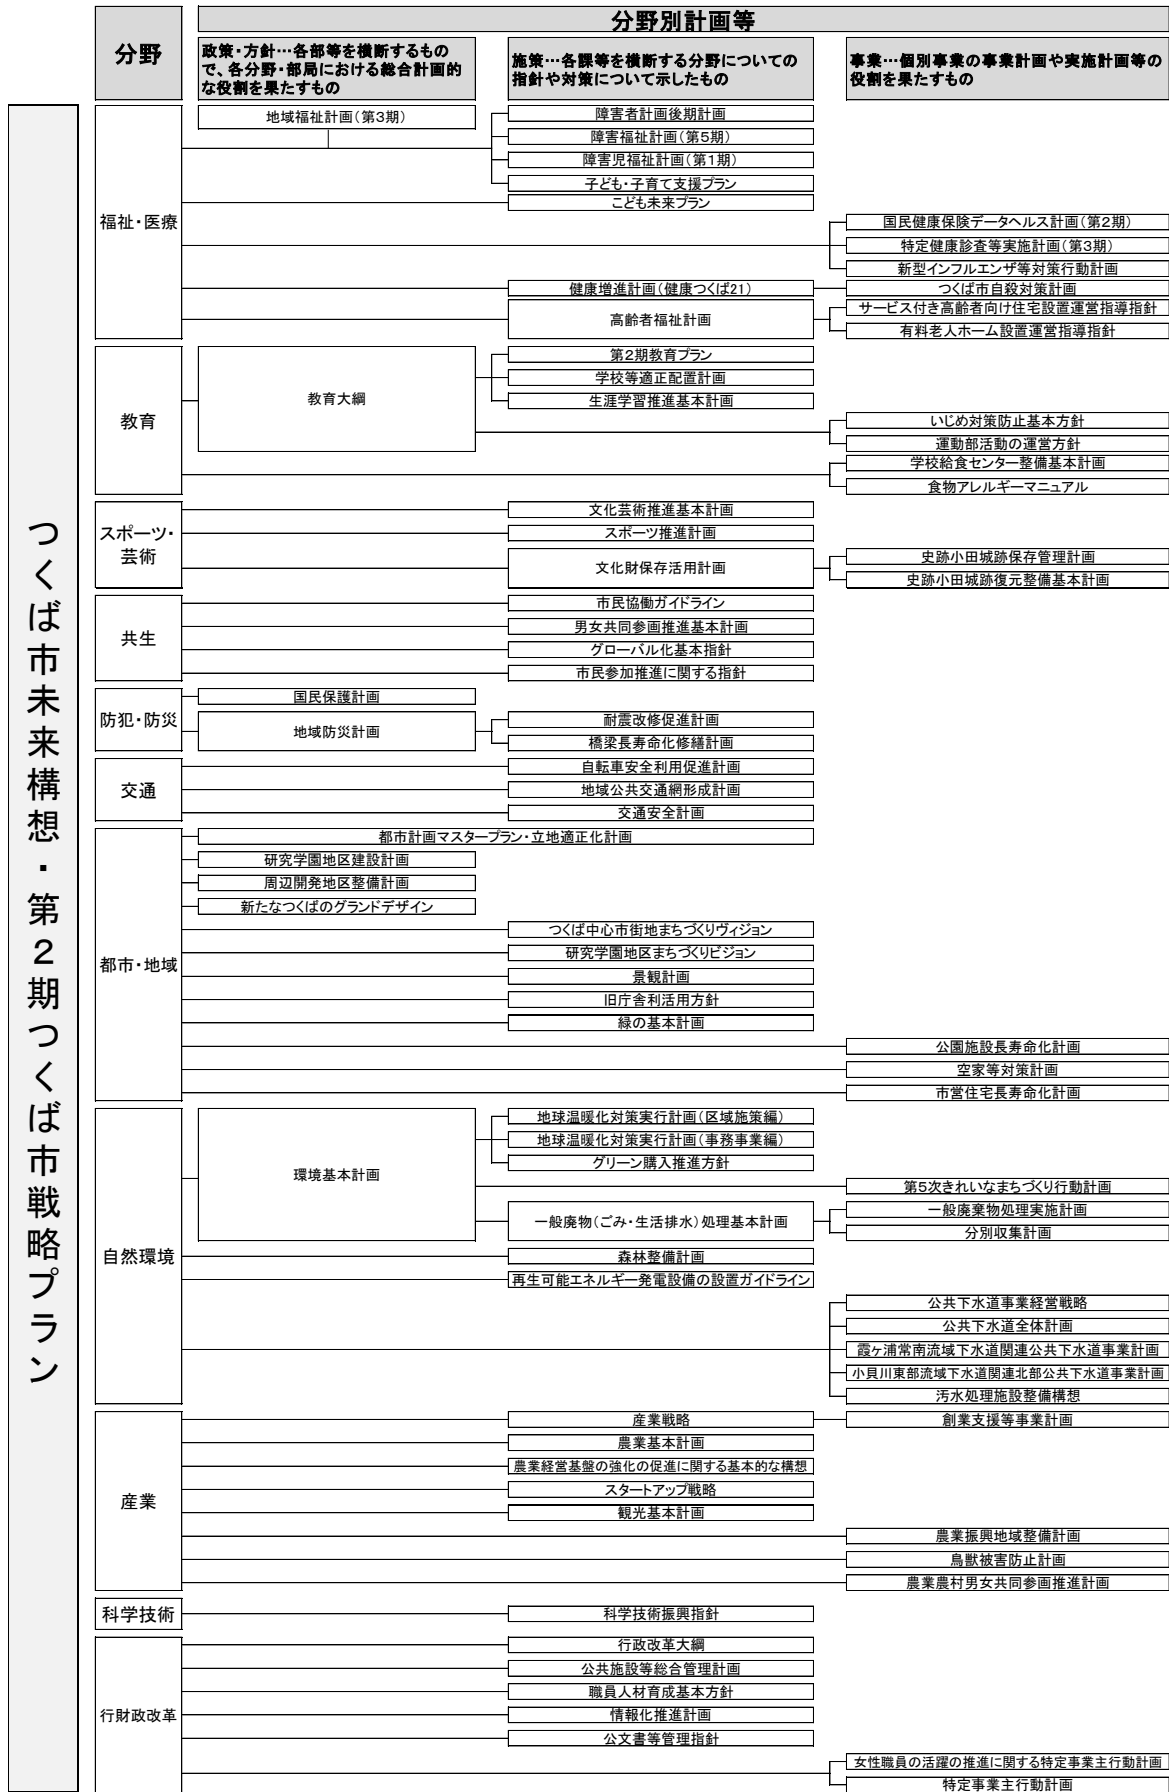 分野別計画等
分野
政策・方針…各部等を横断するもの
で、各分野・部局における総合計画的
な役割を果たすもの
施策…各課等を横断する分野についての
指針や対策について示したもの
事業…個別事業の事業計画や実施計画等の
役割を果たすもの
つくば市未来構想・第２期つくば市戦略プラン
福祉・医療
地域福祉計画（第3期）
障害者計画後期計画
障害福祉計画（第5期）
障害児福祉計画（第1期）
子ども・子育て支援プラン
こども未来プラン
国民健康保険データヘルス計画（第2期）
特定健康診査等実施計画（第3期）
新型インフルエンザ等対策行動計画
健康増進計画（健康つくば21）
つくば市自殺対策計画
高齢者福祉計画
サービス付き高齢者向け住宅設置運営指導指針
有料老人ホーム設置運営指導指針
教育
教育大綱
第2期教育プラン
学校等適正配置計画
生涯学習推進基本計画
いじめ対策防止基本方針
運動部活動の運営方針
学校給食センター整備基本計画
食物アレルギーマニュアル
スポーツ・
芸術
文化芸術推進基本計画
スポーツ推進計画
文化財保存活用計画
史跡小田城跡保存管理計画
史跡小田城跡復元整備基本計画
共生
市民協働ガイドライン
男女共同参画推進基本計画
グローバル化基本指針
市民参加推進に関する指針
防犯・防災
国民保護計画
地域防災計画
耐震改修促進計画
橋梁長寿命化修繕計画
交通
自転車安全利用促進計画
地域公共交通網形成計画
交通安全計画
都市・地域
都市計画マスタープラン・立地適正化計画
研究学園地区建設計画
周辺開発地区整備計画
新たなつくばのグランドデザイン
つくば中心市街地まちづくりヴィジョン
研究学園地区まちづくりビジョン
景観計画
旧庁舎利活用方針
緑の基本計画
公園施設長寿命化計画
空家等対策計画
市営住宅長寿命化計画
自然環境
環境基本計画
地球温暖化対策実行計画（区域施策編）
地球温暖化対策実行計画（事務事業編）
グリーン購入推進方針
第5次きれいなまちづくり行動計画
一般廃物（ごみ・生活排水）処理基本計画
一般廃棄物処理実施計画
分別収集計画
森林整備計画
再生可能エネルギー発電設備の設置ガイドライン
公共下水道事業経営戦略
公共下水道全体計画
霞ヶ浦常南流域下水道関連公共下水道事業計画
小貝川東部流域下水道関連北部公共下水道事業計画
汚水処理施設整備構想
産業
産業戦略
創業支援等事業計画
農業基本計画
農業経営基盤の強化の促進に関する基本的な構想
スタートアップ戦略
観光基本計画
農業振興地域整備計画
鳥獣被害防止計画
農業農村男女共同参画推進計画
科学技術
科学技術振興指針
行財政改革
行政改革大綱
公共施設等総合管理計画
職員人材育成基本方針
情報化推進計画
公文書等管理指針
女性職員の活躍の推進に関する特定事業主行動計画
特定事業主行動計画